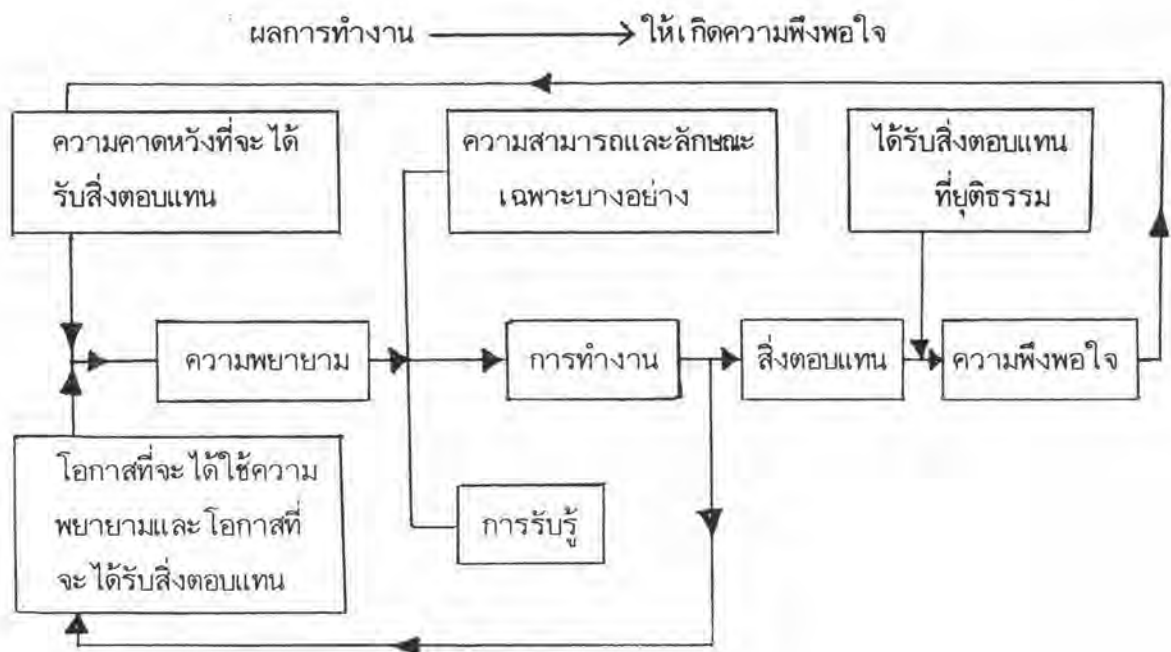 ผลการทำงาน ให้เกิดความพึงพอใจ
ความคาดหวังที่จะได้
รับสิ่งตอบแทน
ความสามารถและลักษณะ
เฉพาะบางอย่าง
ได้รับสิ่งตอบแทน
ที่ยุติธรรม
ความพยายาม
การทำงาน
สิ่งตอบแทน
ความพึงพอใจ
โอกาสที่จะได้ใช้ความ
พยายามและโอกาสที่
จะได้รับสิ่งตอบแทน
การรับรู้